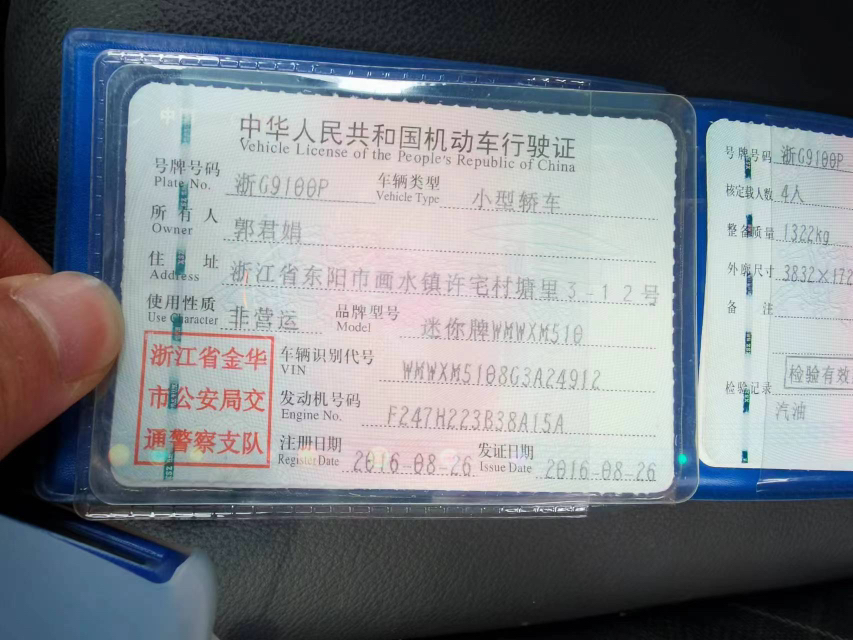 中华人民共和国机动车行驶证
Vehicle License of the People's Republic of China
号牌号码 浙G9100P 车辆类型 小型轿车
Plate No. Vehicle Type
所有人 郭君娟
Owner
住址 浙江省东阳市画水镇许宅村塘里3-12号
Address
使用性质 非营运 品牌型号 迷你牌WMWXM510
Use Character Model
浙江省金华
市公安局交
通警察支队
车辆识别代号 WMWXM5108G3A24912
VIN
发动机号码 F247H223B38A15A
Engine No.
注册日期 2016-08-26 发证日期 2016-08-26
Register Date Issue Date
号牌号码 浙G9100P
核定载人数 4人
整备质量 1322kg
外廓尺寸 3832×172
备注
检验有效
检验记录
汽油